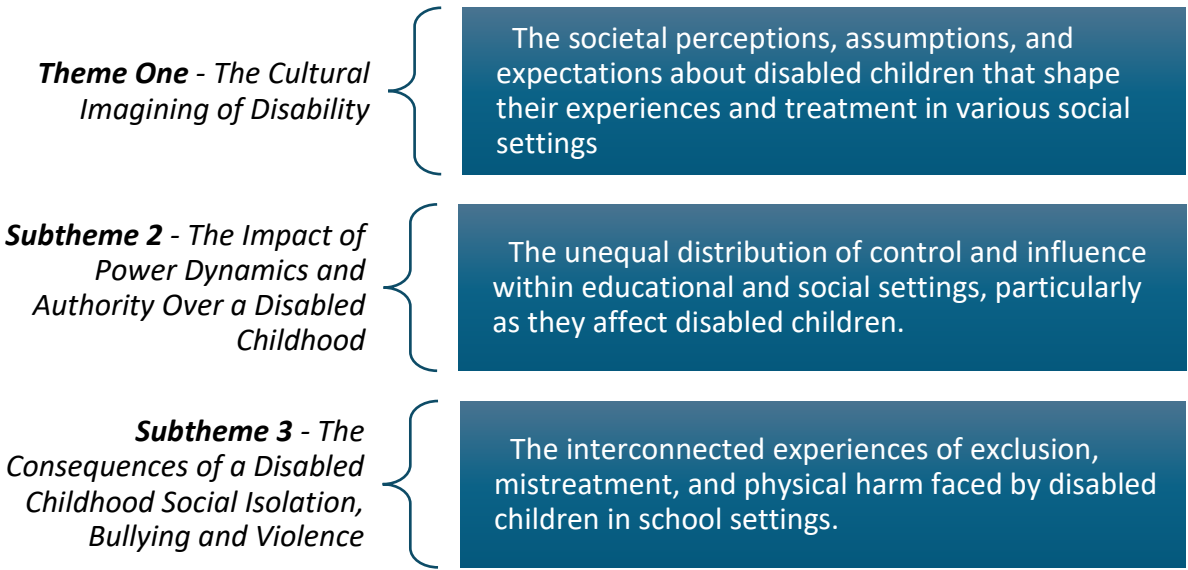 Theme One - The Cultural
Imagining of Disability
The societal perceptions, assumptions, and
expectations about disabled children that shape
their experiences and treatment in various social
settings
Subtheme 2 - The Impact of
Power Dynamics and
Authority Over a Disabled
Childhood
The unequal distribution of control and influence
within educational and social settings, particularly
as they affect disabled children.
Subtheme 3 - The
Consequences of a Disabled
Childhood Social Isolation,
Bullying and Violence
The interconnected experiences of exclusion,
mistreatment, and physical harm faced by disabled
children in school settings.